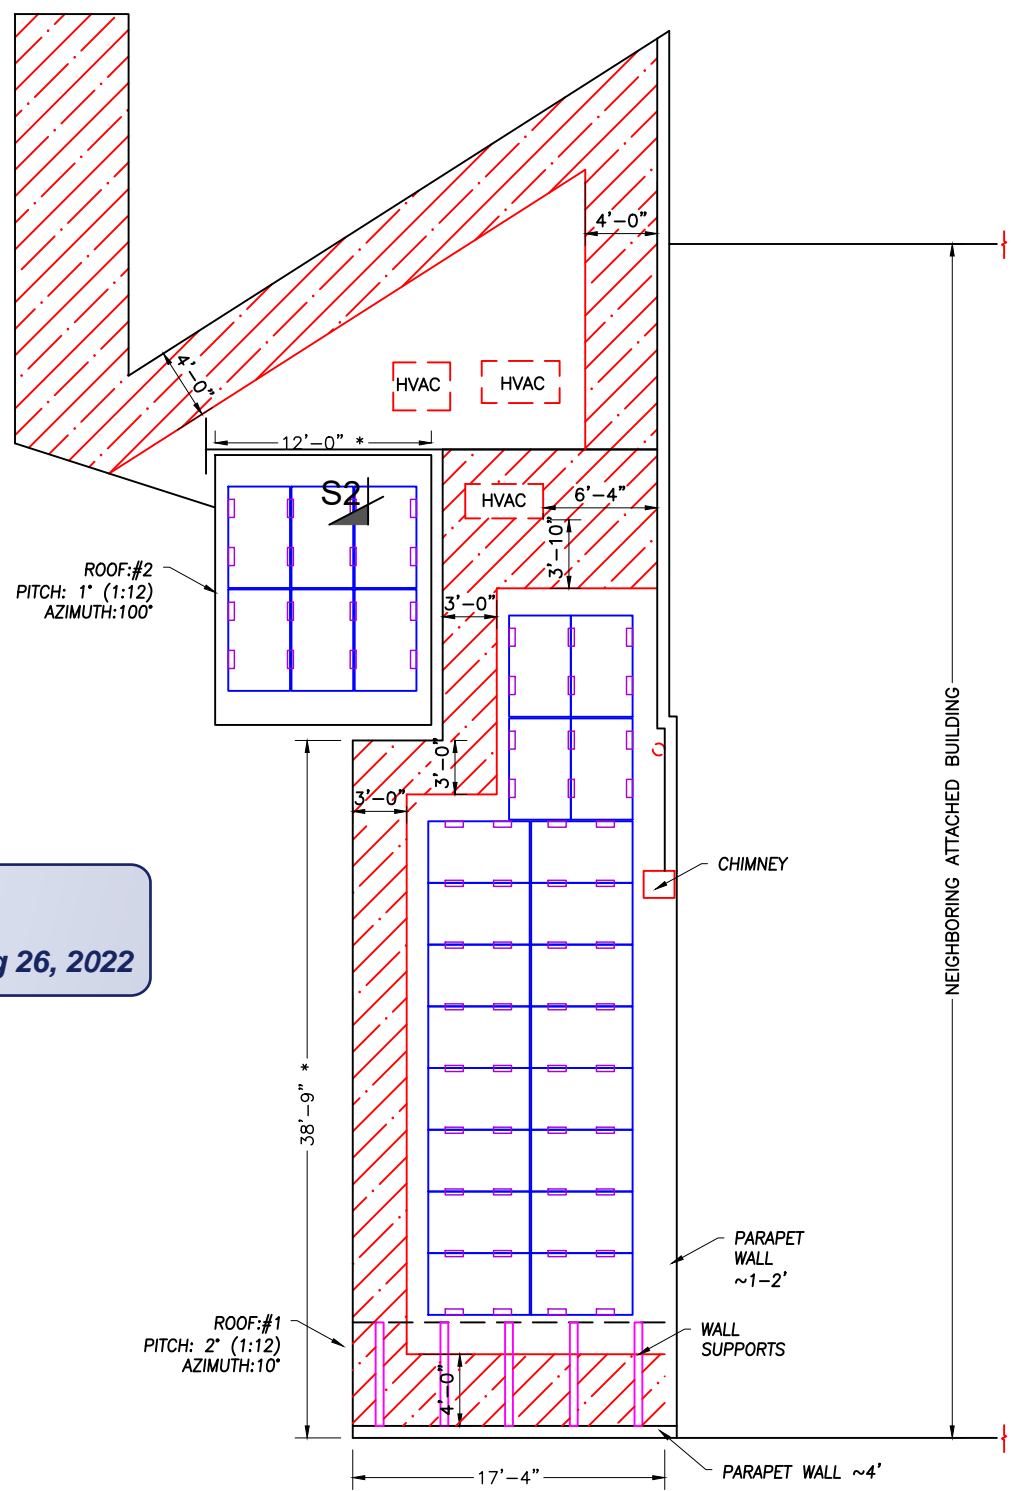 4'-0"
4'-0"
HVAC
HVAC
12'-0" *
S2
HVAC
6'-4"
3'-10"
ROOF:#2
PITCH: 1° (1:12)
AZIMUTH:100°
3'-0"
3'-0"
3'-0"
NEIGHBORING ATTACHED BUILDING
CHIMNEY
26, 2022
38'-9" *
PARAPET
WALL
~1-2'
ROOF:#1
PITCH: 2° (1:12)
AZIMUTH:10°
WALL
SUPPORTS
4'-0"
17'-4"
PARAPET WALL ~4'